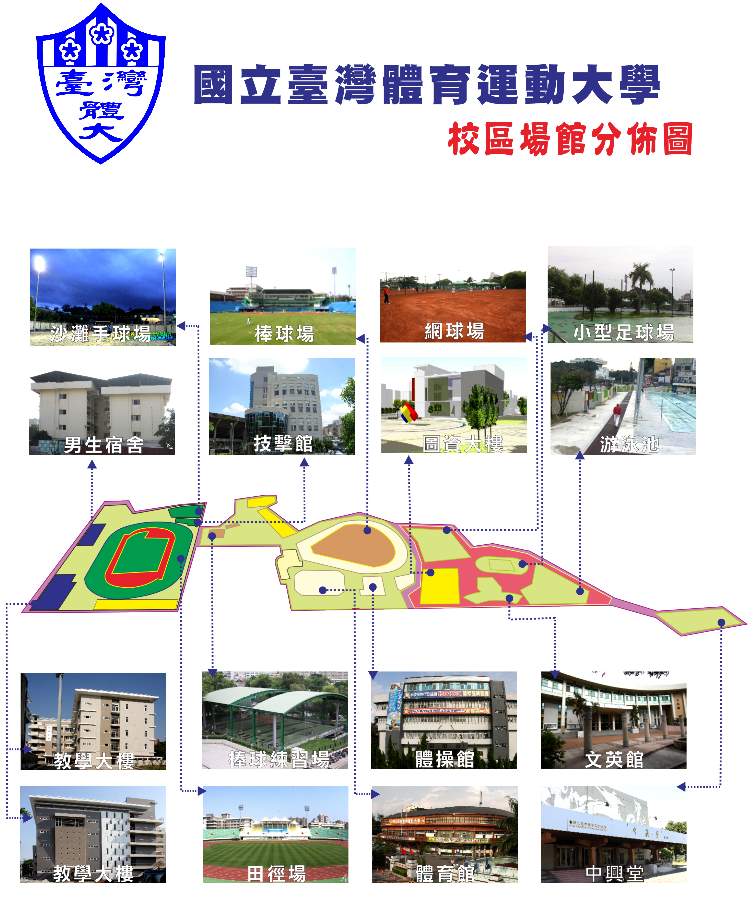 臺灣
體
大
國立臺灣體育運動大學
校區場館分佈圖
沙灘手球場
棒球場
網球場
小型足球場
男生宿舍
技擊館
圖資大樓
游泳池
教學大樓
棒球練習場
體操館
文英館
教學大樓
田徑場
體育館
中興堂